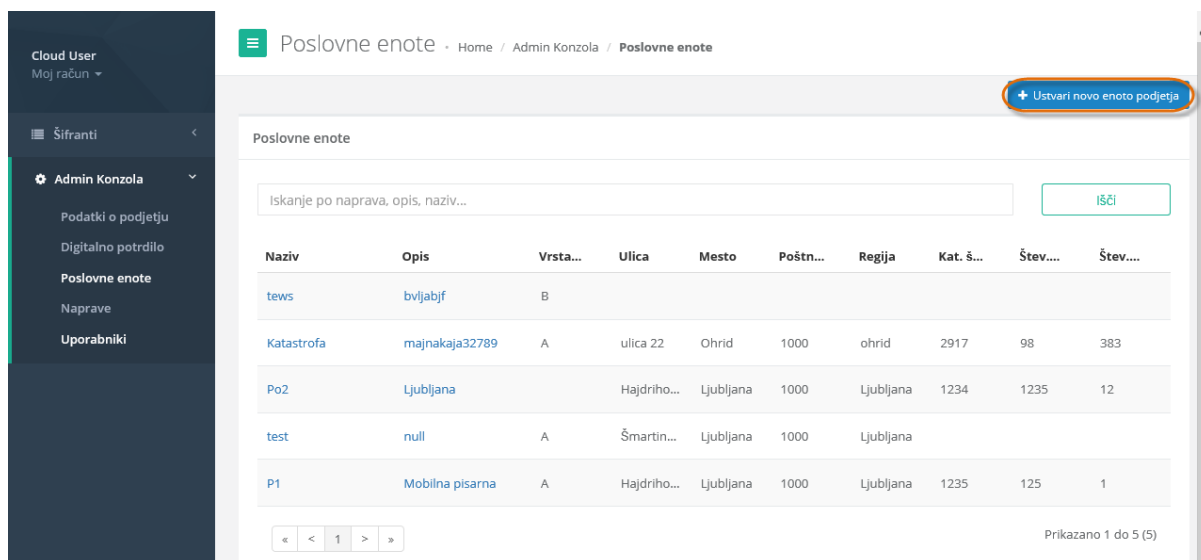 Cloud User
Moj račun
Šifranti
Admin Konzola
Podatki o podjetju
Digitalno potrdilo
Poslovne enote
Naprave
Uporabniki
Poslovne enote - Home / Admin Konzola / Poslovne enote
+ Ustvari novo enoto podjetja
Poslovne enote
Iskanje po naprava, opis, naziv...
Išči
Naziv Opis Vrsta... Ulica Mesto Poštn... Regija Kat. š... Štev.... Štev....
tews bvljabjf B
Katastrofa majnakaja32789 A ulica 22 Ohrid 1000 ohrid 2917 98 383
Po2 Ljubljana Hajdriho... Ljubljana 1000 Ljubljana 1234 1235 12
test null A Šmartin... Ljubljana 1000 Ljubljana
P1 Mobilna pisarna A Hajdriho... Ljubljana 1000 Ljubljana 1235 125 1
« < 1 > »
Prikazano 1 do 5 (5)